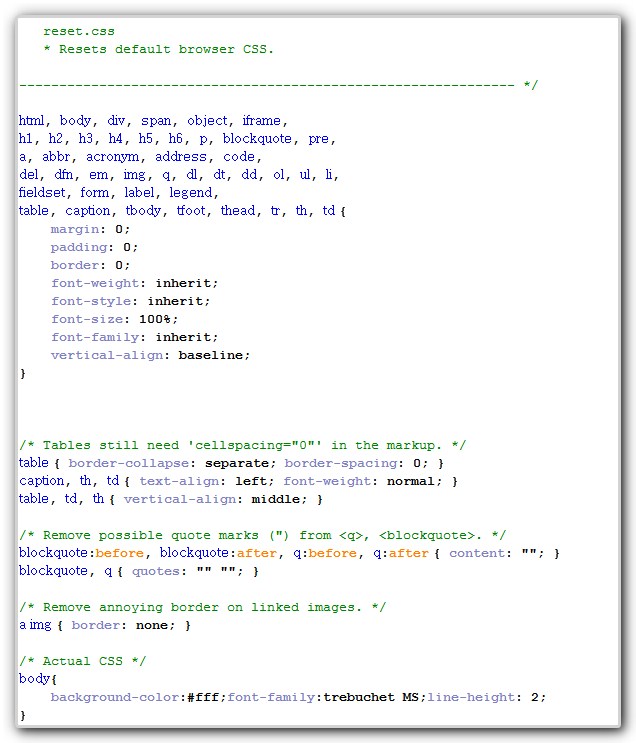 reset.css
* Resets default browser CSS.
-------------------------------------------------------------- */
html, body, div, span, object, iframe,
h1, h2, h3, h4, h5, h6, p, blockquote, pre,
a, abbr, acronym, address, code,
del, dfn, em, img, q, dl, dt, dd, ol, ul, li,
fieldset, form, label, legend,
table, caption, tbody, tfoot, thead, tr, th, td {
margin: 0;
padding: 0;
border: 0;
font-weight: inherit;
font-style: inherit;
font-size: 100%;
font-family: inherit;
vertical-align: baseline;
}
/* Tables still need 'cellspacing="0"' in the markup. */
table { border-collapse: separate; border-spacing: 0; }
caption, th, td { text-align: left; font-weight: normal; }
table, td, th { vertical-align: middle; }
/* Remove possible quote marks (") from <q>, <blockquote>. */
blockquote:before, blockquote:after, q:before, q:after { content: ""; }
blockquote, q { quotes: "" ""; }
/* Remove annoying border on linked images. */
a img { border: none; }
/* Actual CSS */
body{
background-color:#fff;font-family:trebuchet MS;line-height: 2;
}